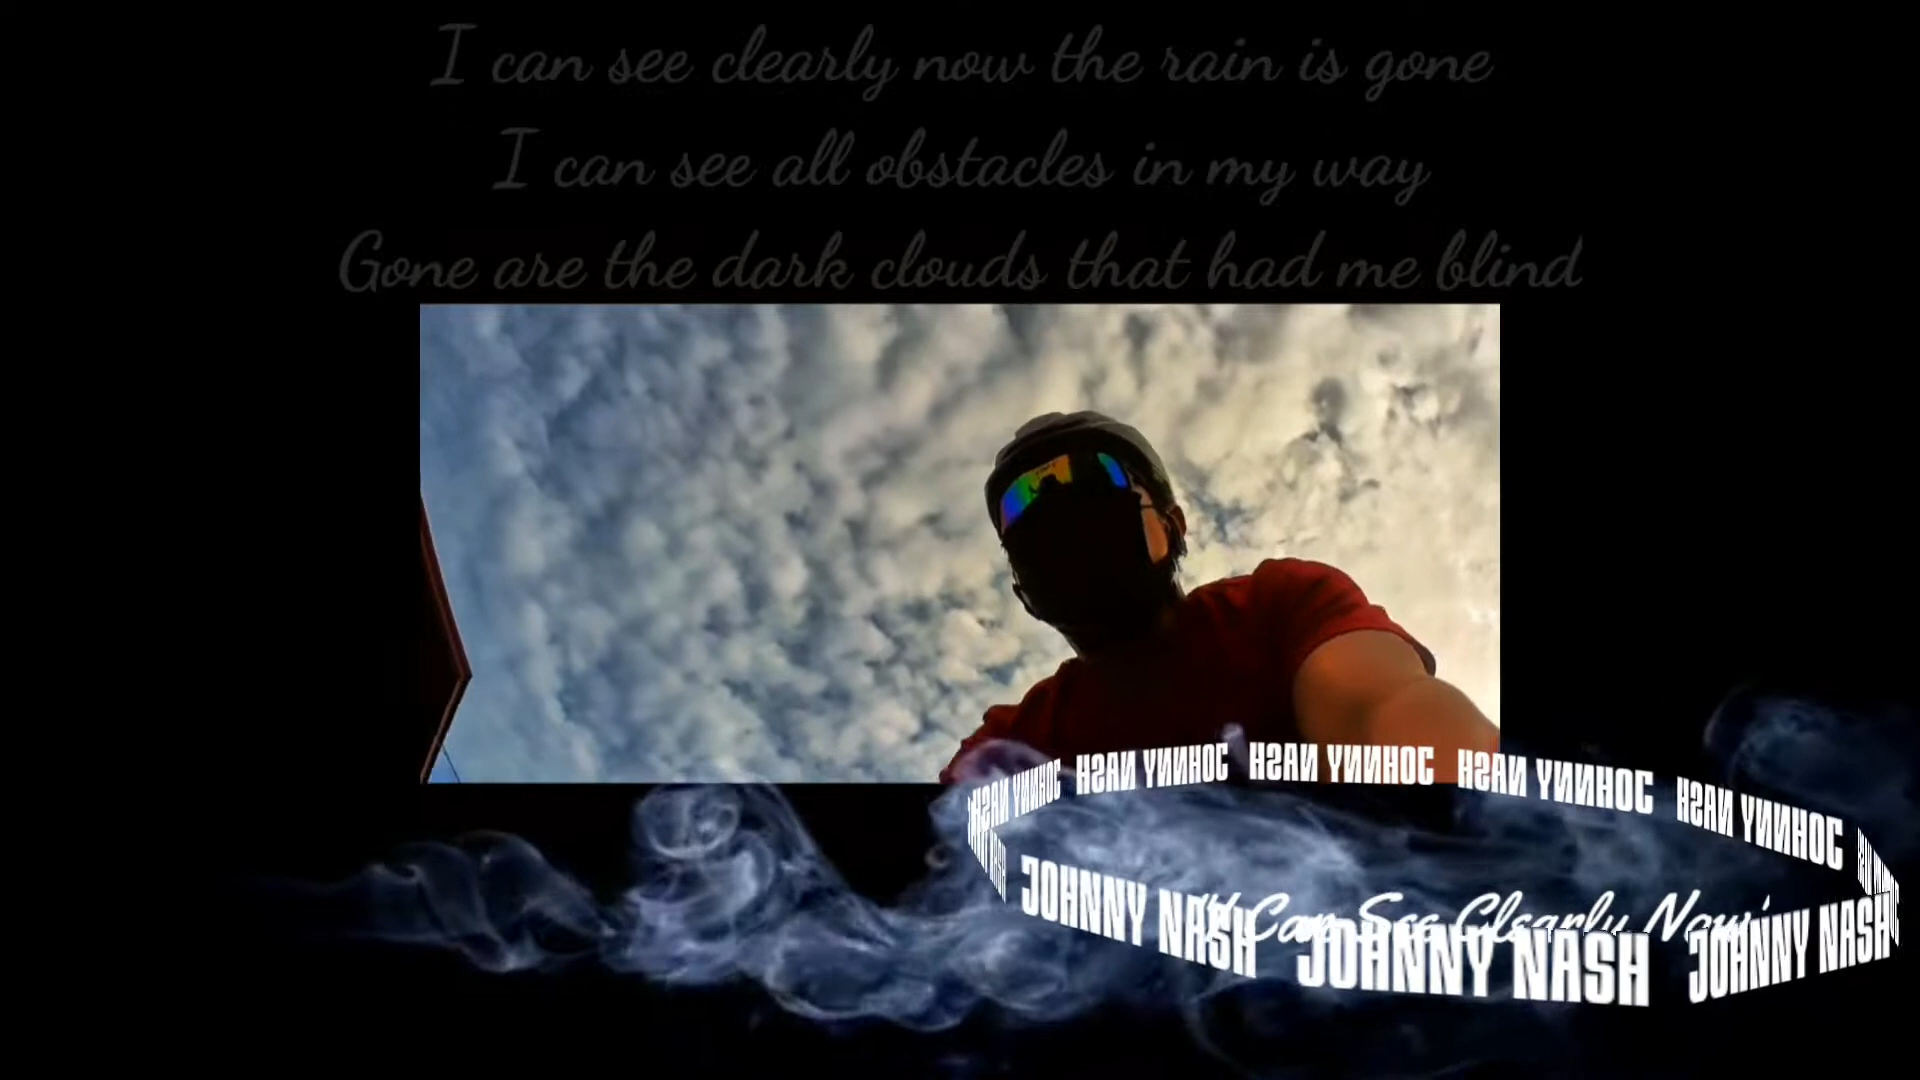 I can see clearly now the rain is gone
I can see all obstacles in my way
Gone are the dark clouds that had me blind
JOHNNY NASH JOHNNY NASH JOHNNY NASH JOHNNY NASH JOHNNY NASH
"I Can See Clearly Now"
JOHNNY NASH JOHNNY NASH JOHNNY NASH